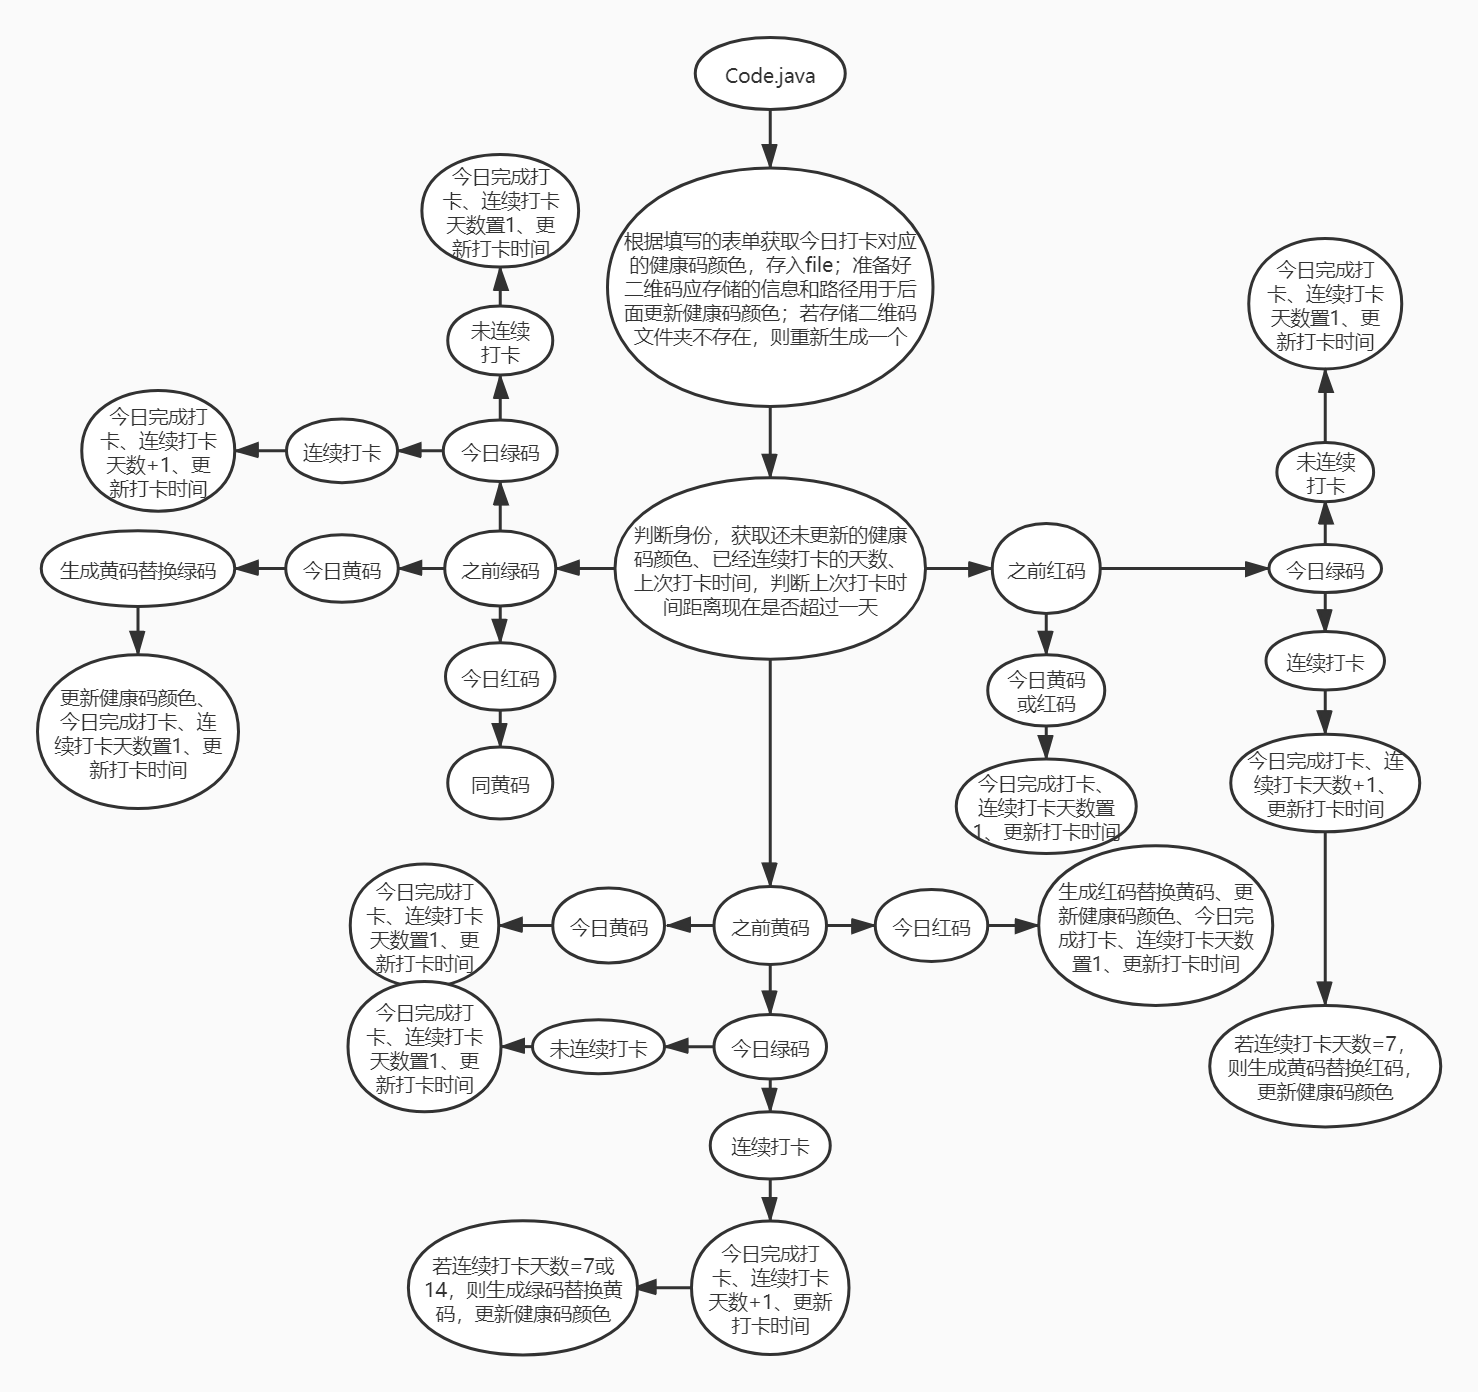 Code.java
根据填写的表单获取今日打卡对应
的健康码颜色，存入file；准备好
二维码应存储的信息和路径用于后
面更新健康码颜色；若存储二维码
文件夹不存在，则重新生成一个
判断身份，获取还未更新的健康
码颜色、已经连续打卡的天数、
上次打卡时间，判断上次打卡时
间距离现在是否超过一天
之前绿码
今日绿码
未连续
打卡
今日完成打
卡、连续打卡
天数置1、更
新打卡时间
连续打卡
今日完成打
卡、连续打卡
天数+1、更
新打卡时间
今日黄码
生成黄码替换绿码
更新健康码颜色、
今日完成打卡、连
续打卡天数置1、更
新打卡时间
今日红码
同黄码
之前红码
今日绿码
未连续
打卡
今日完成打
卡、连续打卡
天数置1、更
新打卡时间
连续打卡
今日完成打卡、连
续打卡天数+1、
更新打卡时间
若连续打卡天数=7，
则生成黄码替换红码，
更新健康码颜色
今日黄码
或红码
今日完成打卡、
连续打卡天数置
1、更新打卡时间
之前黄码
今日黄码
今日完成打
卡、连续打卡
天数置1、更
新打卡时间
今日红码
生成红码替换黄码、更
新健康码颜色、今日完
成打卡、连续打卡天数
置1、更新打卡时间
今日绿码
未连续打卡
今日完成打
卡、连续打卡
天数置1、更
新打卡时间
连续打卡
今日完成打
卡、连续打卡
天数+1、更新
打卡时间
若连续打卡天数=7或
14，则生成绿码替换黄
码，更新健康码颜色